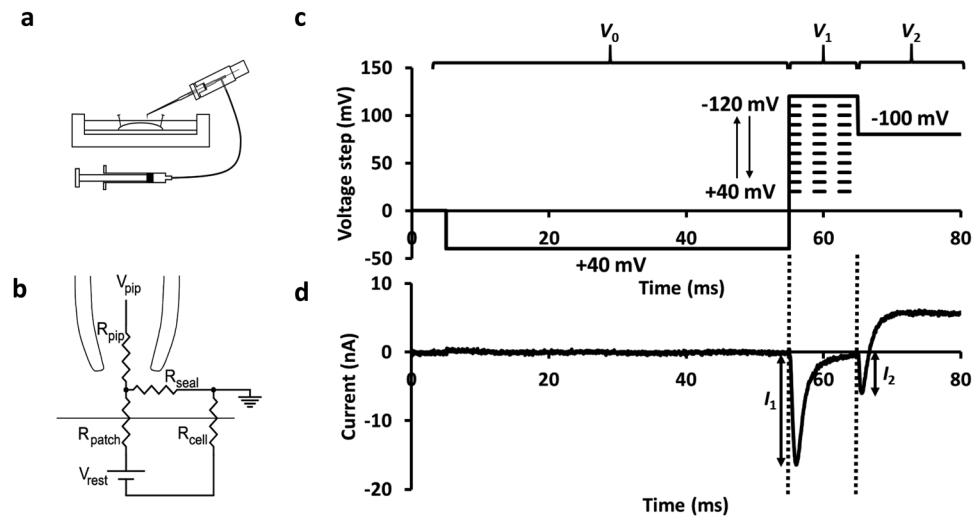 a
b
V_pip
R_pip
R_seal
R_patch
R_cell
V_rest
c
V_0
V_1
V_2
Voltage step (mV)
150
100
50
0
-50
0
20
40
60
80
-120 mV
+40 mV
-100 mV
+40 mV
Time (ms)
d
Current (nA)
10
0
-10
-20
0
20
40
60
80
I_1
I_2
Time (ms)